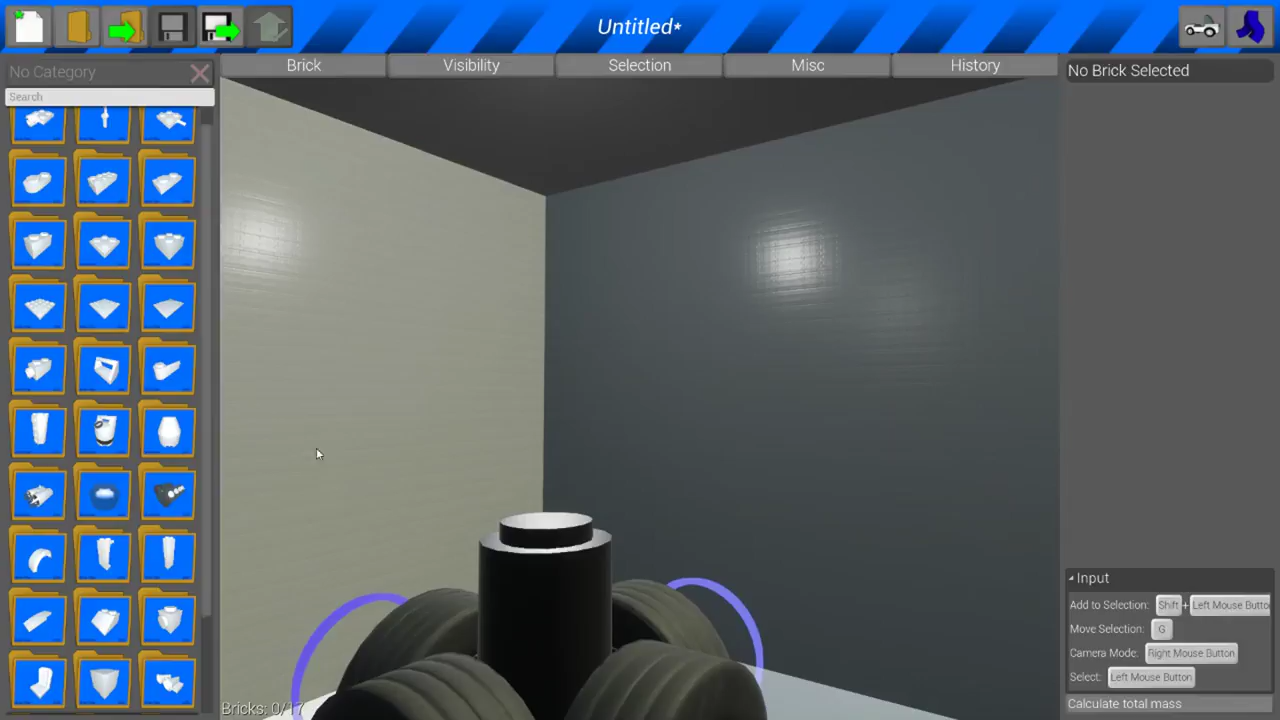 Untitled*
No Category
Search
Brick
Visibility
Selection
Misc
History
No Brick Selected
Bricks: 0/17
Input
Add to Selection: Shift + Left Mouse Butto
Move Selection: G
Camera Mode: Right Mouse Button
Select: Left Mouse Button
Calculate total mass